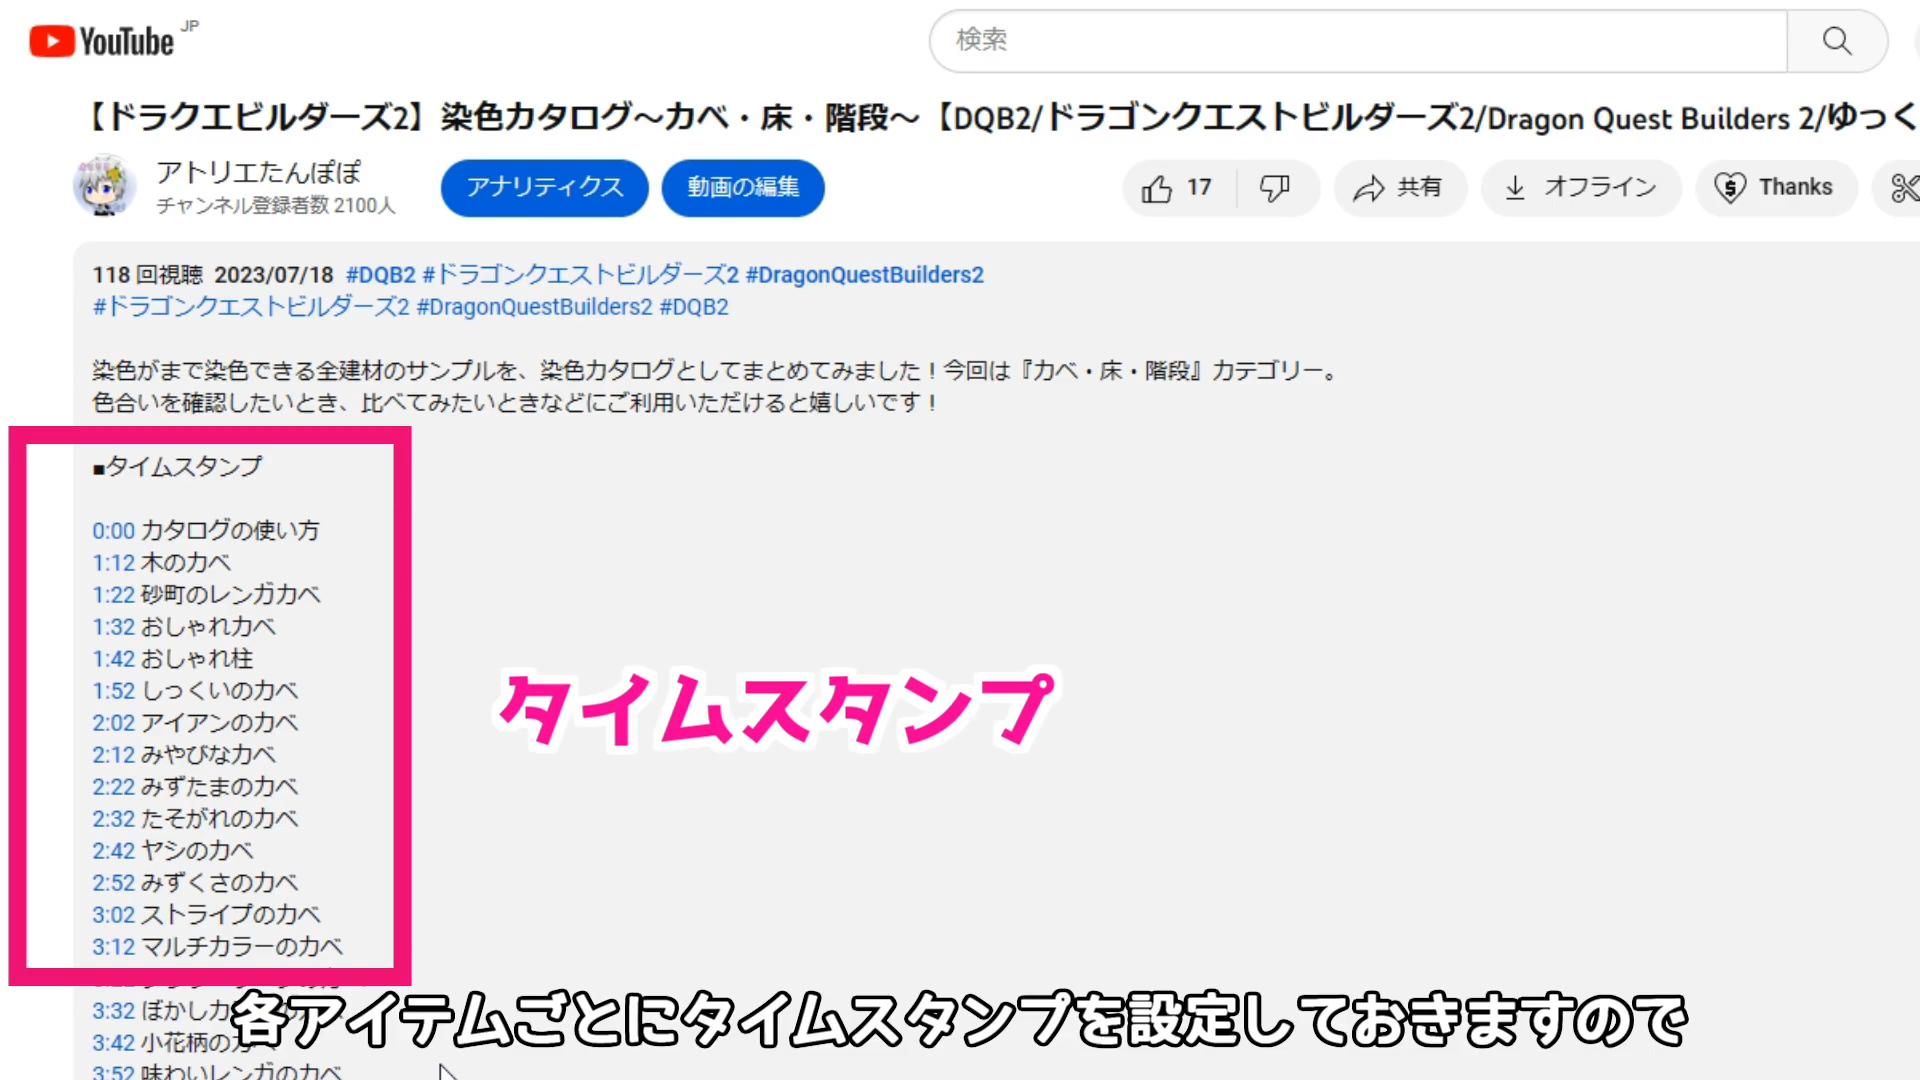 YouTube JP
検索
【ドラクエビルダーズ2】染色カタログ～カベ・床・階段～【DQB2/ドラゴンクエストビルダーズ2/Dragon Quest Builders 2/ゆっく
アトリエたんぽぽ
チャンネル登録者数 2100人
アナリティクス
動画の編集
17
共有
オフライン
Thanks
118 回視聴 2023/07/18 #DQB2 #ドラゴンクエストビルダーズ2 #DragonQuestBuilders2
#ドラゴンクエストビルダーズ2 #DragonQuestBuilders2 #DQB2
染色がまで染色できる全建材のサンプルを、染色カタログとしてまとめてみました！今回は『カベ・床・階段』カテゴリー。
色合いを確認したいとき、比べてみたいときなどにご利用いただけると嬉しいです！
■タイムスタンプ
0:00 カタログの使い方
1:12 木のカベ
1:22 砂町のレンガカベ
1:32 おしゃれカベ
1:42 おしゃれ柱
1:52 しっくいのカベ
2:02 アイアンのカベ
2:12 みやびなカベ
2:22 みずたまのカベ
2:32 たそがれのカベ
2:42 ヤシのカベ
2:52 みずくさのカベ
3:02 ストライプのカベ
3:12 マルチカラーのカベ
タイムスタンプ
3:32 ぼかし
3:42 小花柄の
3:52 味わいレンガのカベ
各アイテムごとにタイムスタンプを設定しておきますので